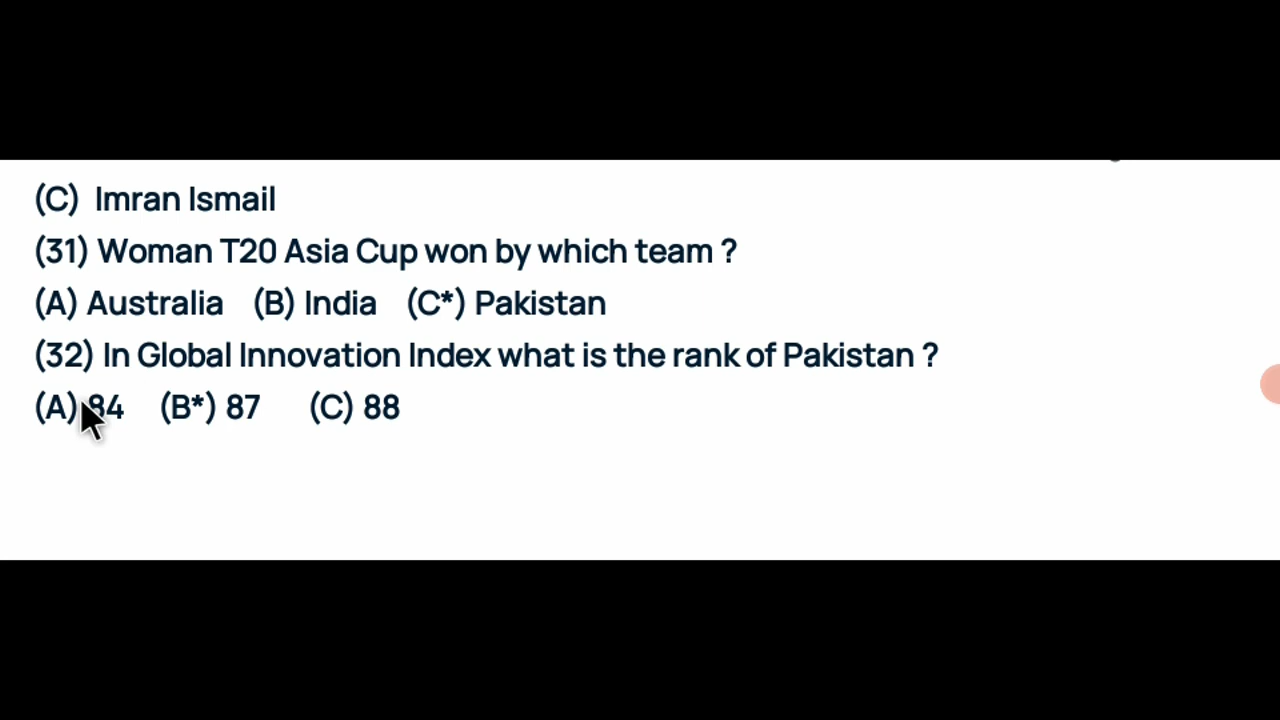 (C) Imran Ismail
(31) Woman T20 Asia Cup won by which team ?
(A) Australia (B) India (C*) Pakistan
(32) In Global Innovation Index what is the rank of Pakistan ?
(A) 84 (B*) 87 (C) 88